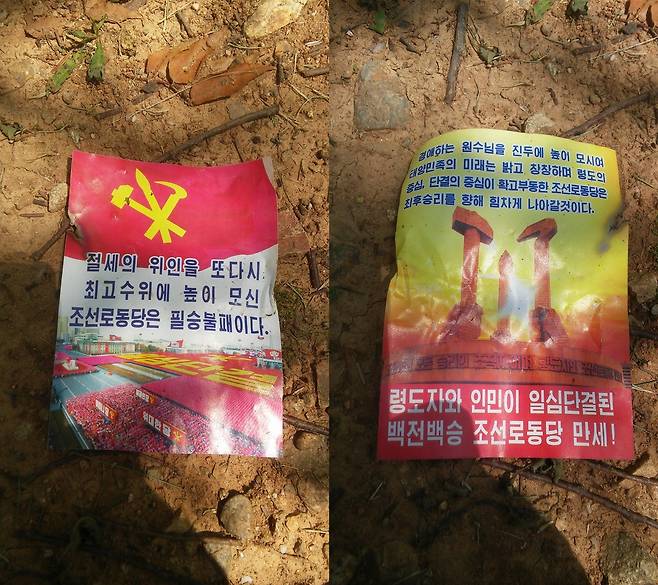 절세의 위인을 또다시
최고수위에 높이 모신
조선로동당은 필승불패이다.
경애하는 원수님을 진두에 높이 모시여
태양민족의 미래는 밝고 창창하며 령도의
중심, 단결의 중심이 확고부동한 조선로동당은
최후승리를 향해 힘차게 나아갈것이다.
령도자와 인민이 일심단결된
백전백승 조선로동당 만세!